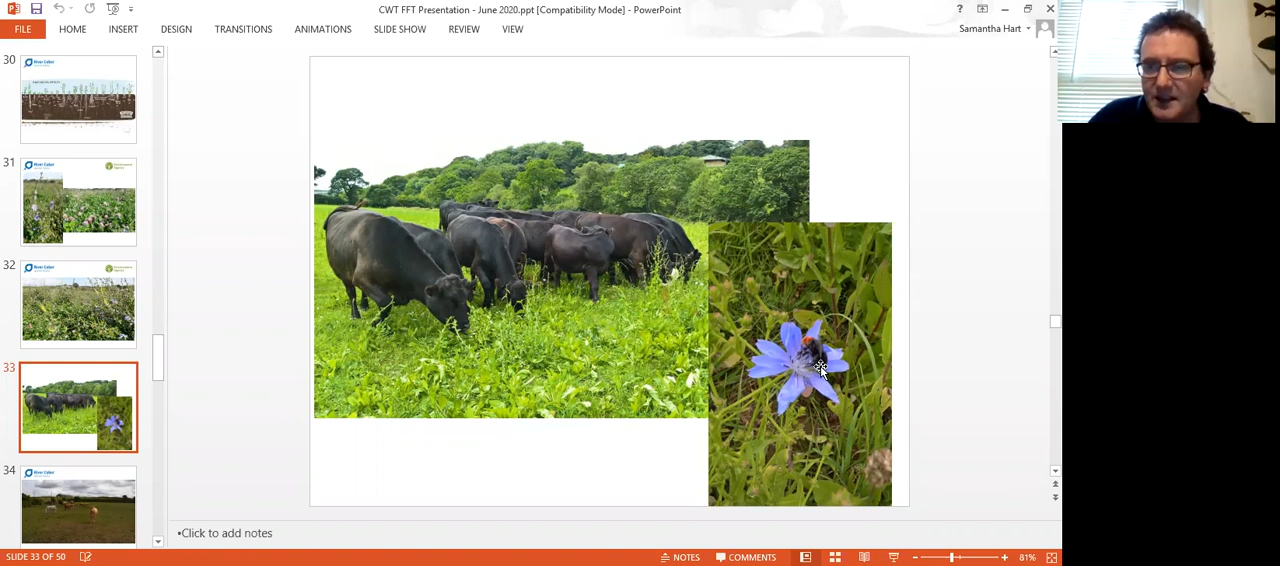 CWT FFT Presentation - June 2020.ppt [Compatibility Mode] - PowerPoint
FILE HOME INSERT DESIGN TRANSITIONS ANIMATIONS DE SHOW REVIEW VIEW
Samantha Hart
30
31
32
33
34
•Click to add notes
SLIDE 33 OF 50
NOTES
COMMENTS
81%